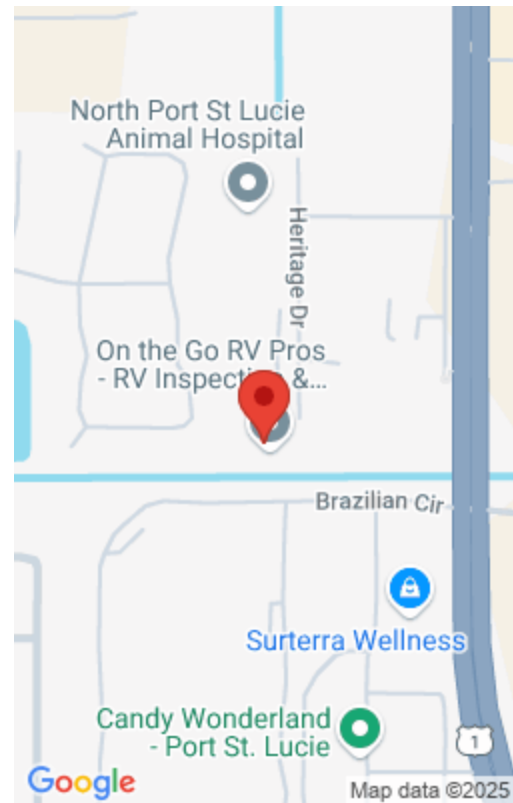 North Port St Lucie
Animal Hospital
Heritage Dr
On the Go RV Pros
- RV Inspection &...
Brazilian Cir
Surterra Wellness
Candy Wonderland
- Port St. Lucie
1
Google
Map data ©2025